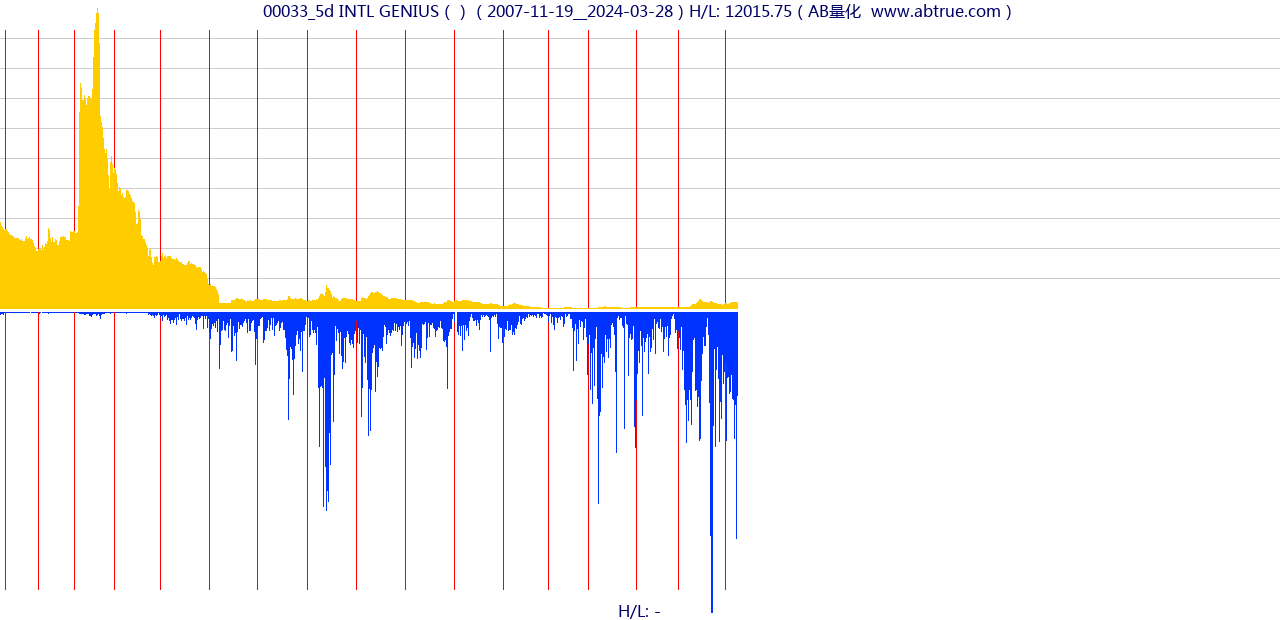 00033_5d INTL GENIUS ( ) ( 2007-11-19__2024-03-28 ) H/L: 12015.75 ( AB量化 www.abtrue.com )
H/L: -